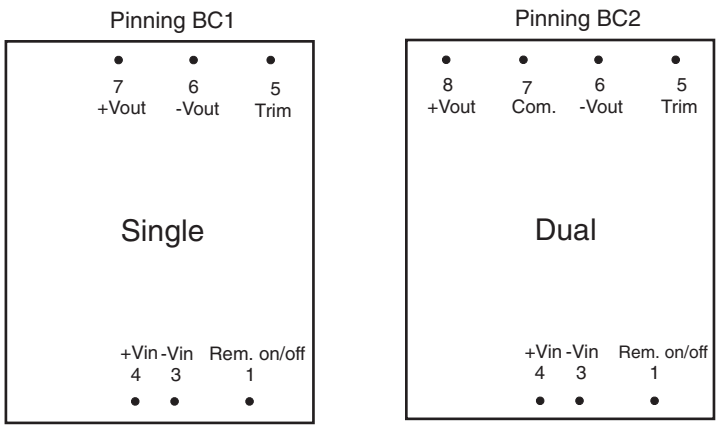 Pinning BC1
7 6 5
+Vout -Vout Trim
Single
+Vin -Vin Rem. on/off
4 3 1
Pinning BC2
8 7 6 5
+Vout Com. -Vout Trim
Dual
+Vin -Vin Rem. on/off
4 3 1